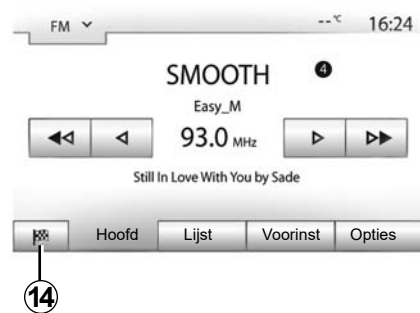 FM --°C 16:24
SMOOTH 4
Easy_M
93.0 MHz
Still In Love With You by Sade
Hoofd Lijst Voorinst Opties
14